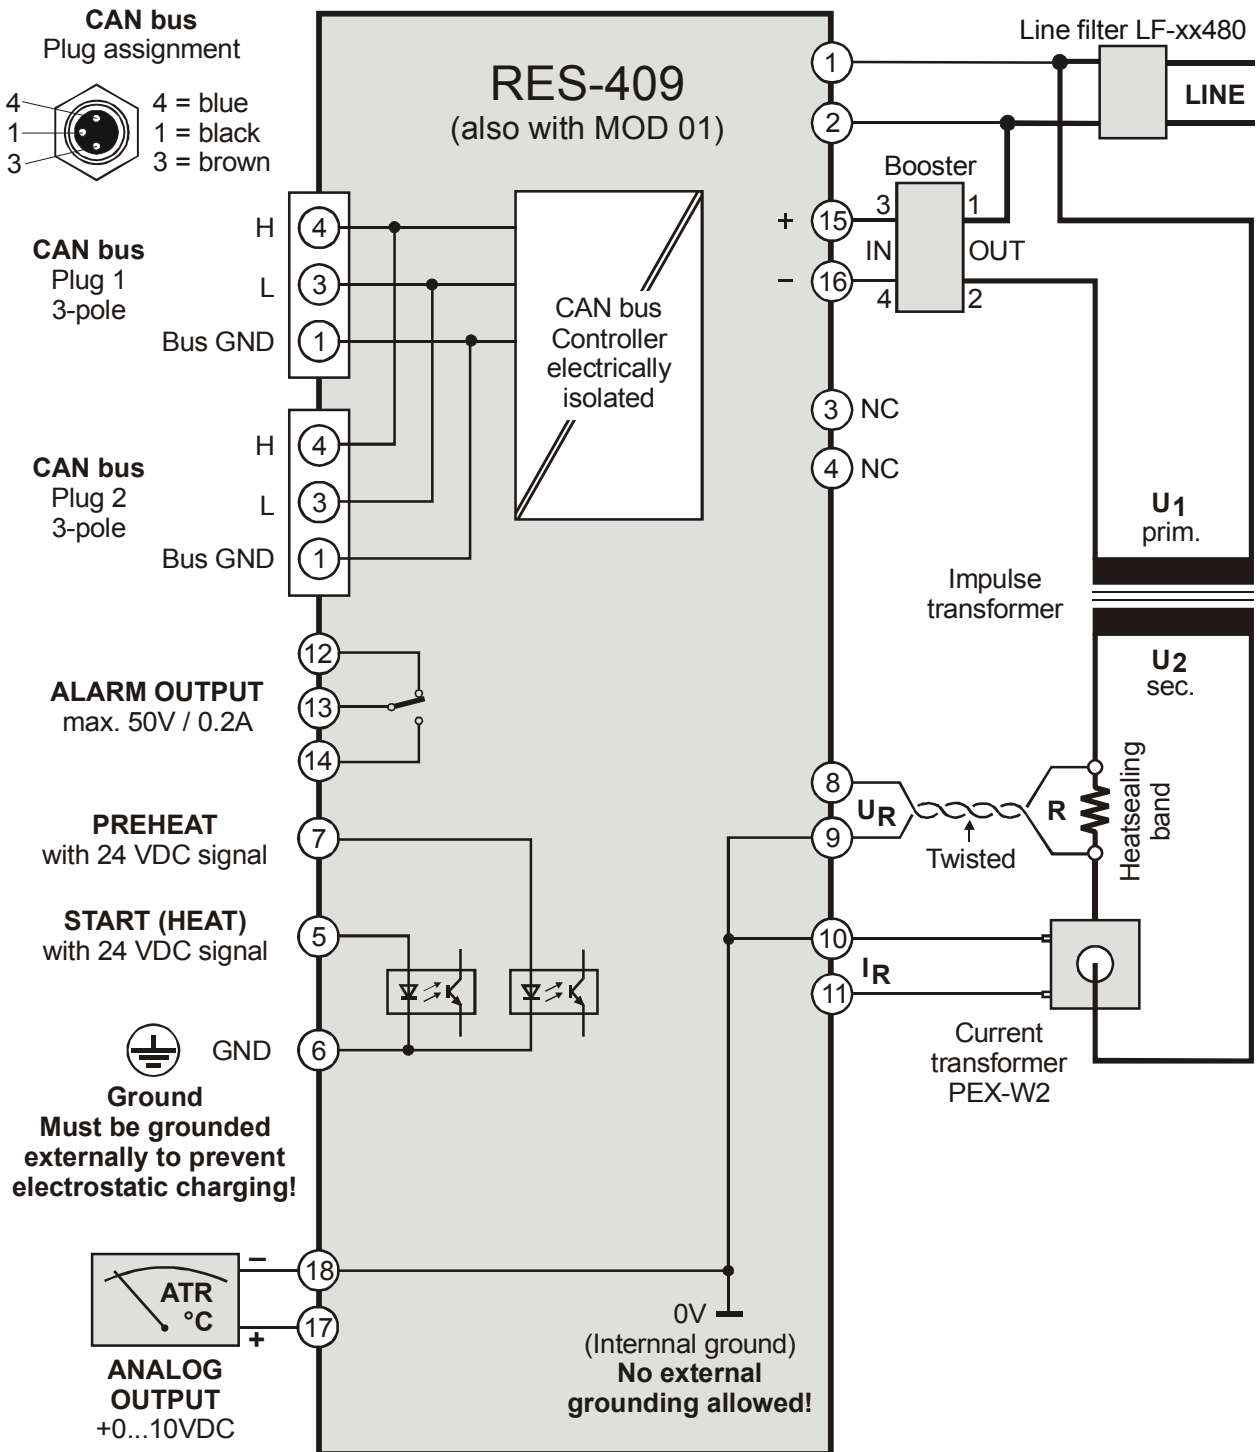 CAN bus
Plug assignment
4
1
3
4 = blue
1 = black
3 = brown
RES-409
(also with MOD 01)
Line filter LF-xx480
LINE
1
2
Booster
3
1
IN
OUT
4
2
+
15
–
16
3
NC
4
NC
CAN bus
Plug 1
3-pole
H
4
L
3
Bus GND
1
CAN bus
Controller
electrically
isolated
CAN bus
Plug 2
3-pole
H
4
L
3
Bus GND
1
U1
prim.
Impulse
transformer
U2
sec.
ALARM OUTPUT
max. 50V / 0.2A
12
13
14
PREHEAT
with 24 VDC signal
7
START (HEAT)
with 24 VDC signal
5
GND
6
Ground
Must be grounded
externally to prevent
electrostatic charging!
8
9
UR
Twisted
R
Heatsealing
band
10
11
IR
Current
transformer
PEX-W2
ATR
°C
–
+
18
17
ANALOG
OUTPUT
+0...10VDC
0V
(Internnal ground)
No external
grounding allowed!